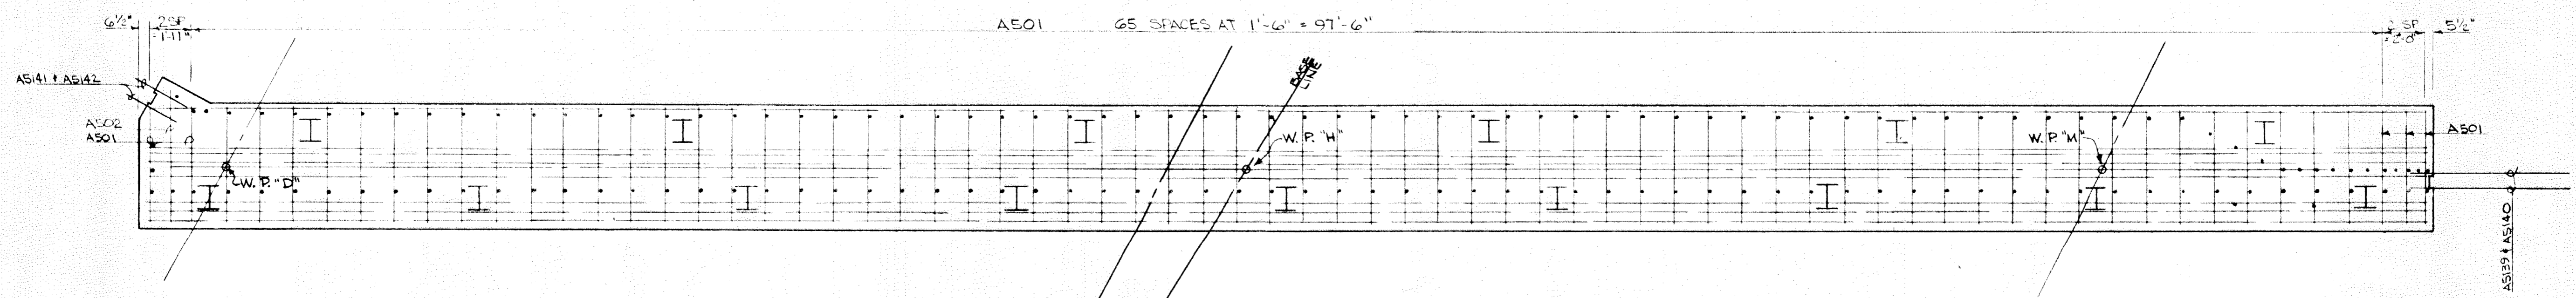 6½" 2 SP. A501 65 SPACES AT 1'-6" = 97'-6" 2 SP. 5½"
= 1'-11" = 2'-8"
BASE
LINE
A5141 & A5142
A502
A501
W.P. "D"
W.P. "H"
W.P. "M"
A501
A5139 & A5140